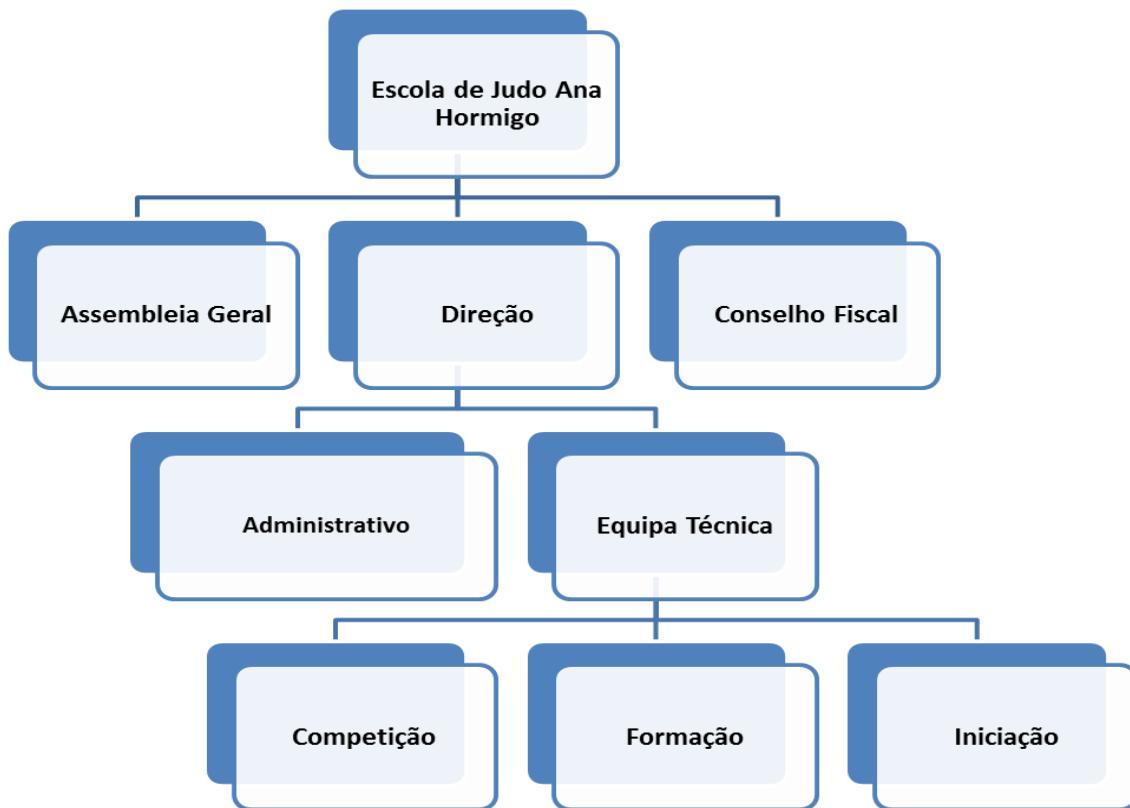 Escola de Judo Ana
Hormigo
Assembleia Geral
Direção
Conselho Fiscal
Administrativo
Equipa Técnica
Competição
Formação
Iniciação